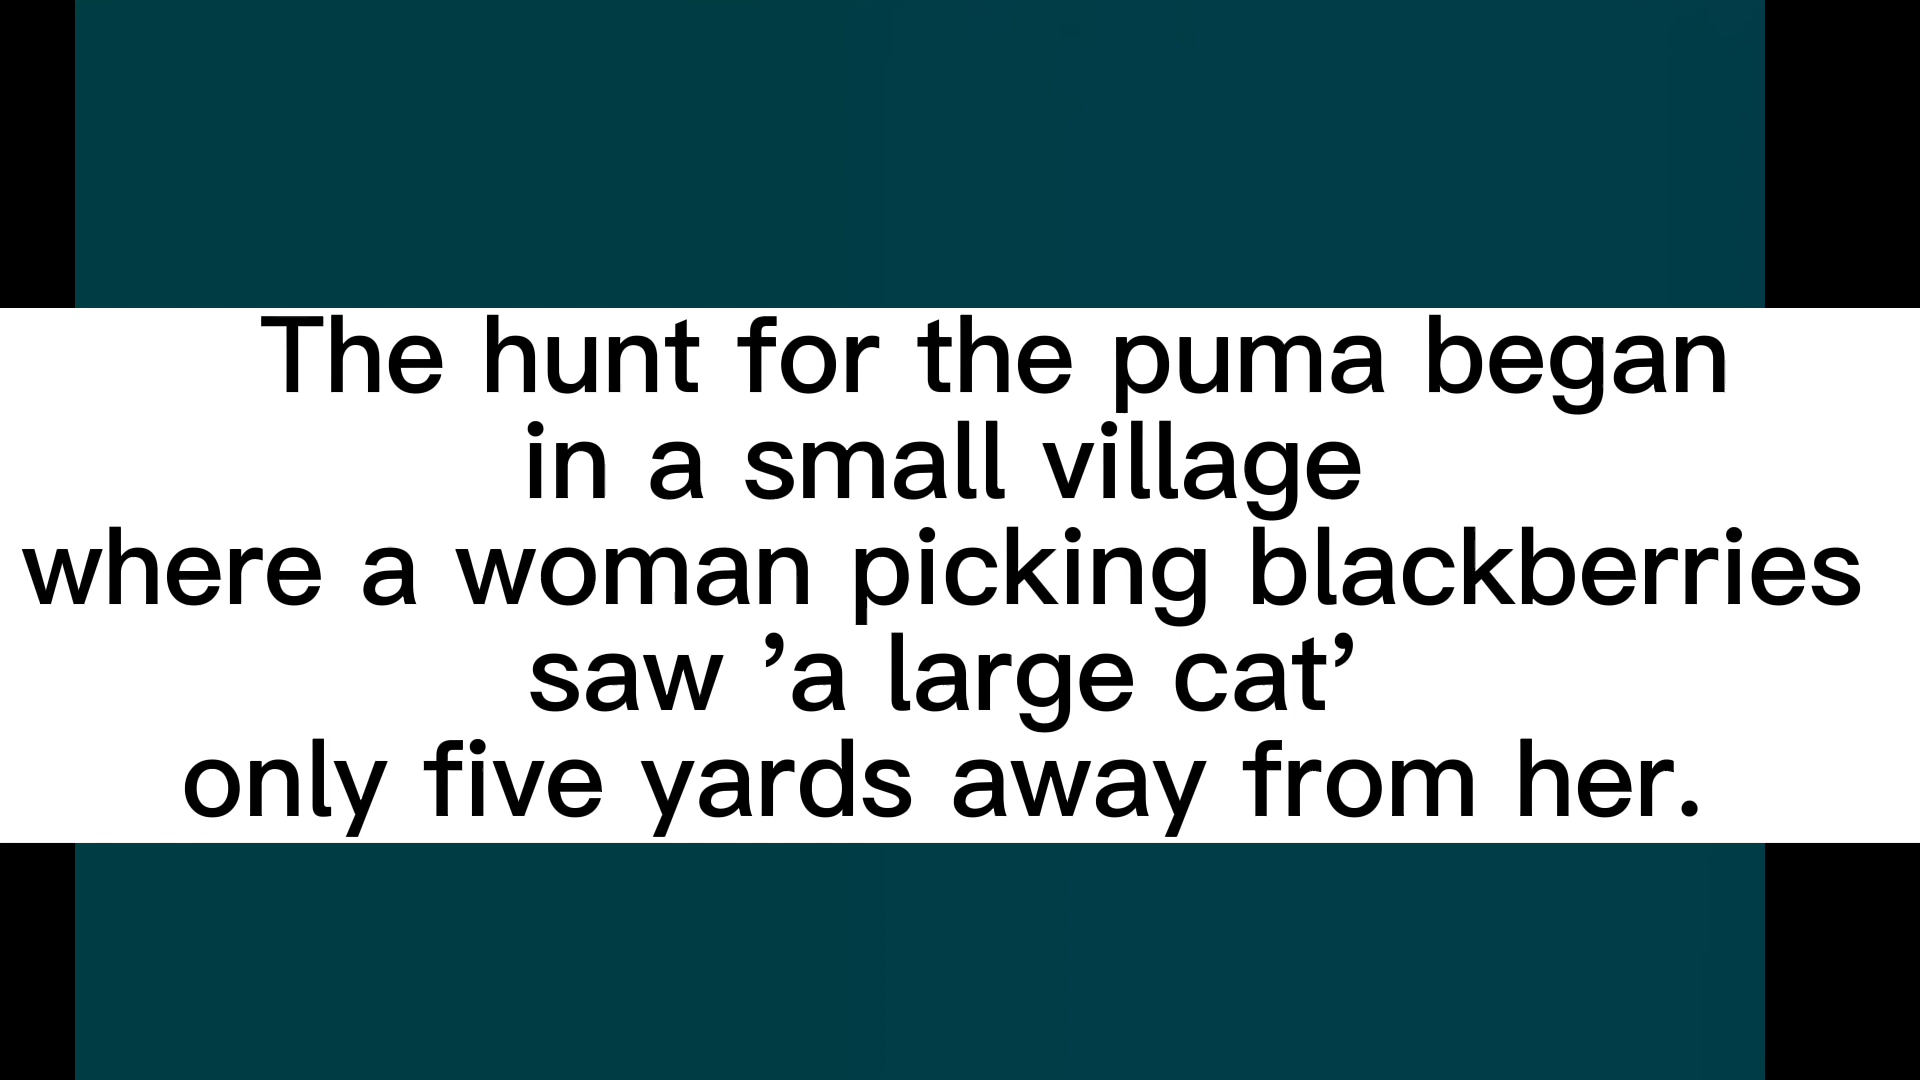 The hunt for the puma began
in a small village
where a woman picking blackberries
saw ’a large cat’
only five yards away from her.